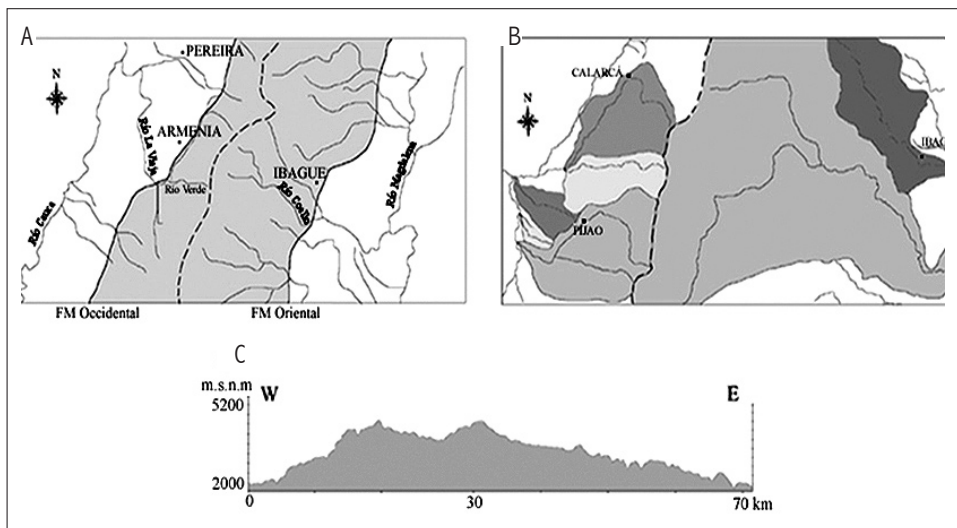 A
PEREIRA
N
ARMENIA
Río La Vieja
Río Verde
IBAGUE
Río Coello
Río Magdalena
Río Cauca
FM Occidental
FM Oriental
B
CALARCÁ
N
IBAG
PIJAO
C
m.s.n.m
W
E
5200
2000
0
30
70 km